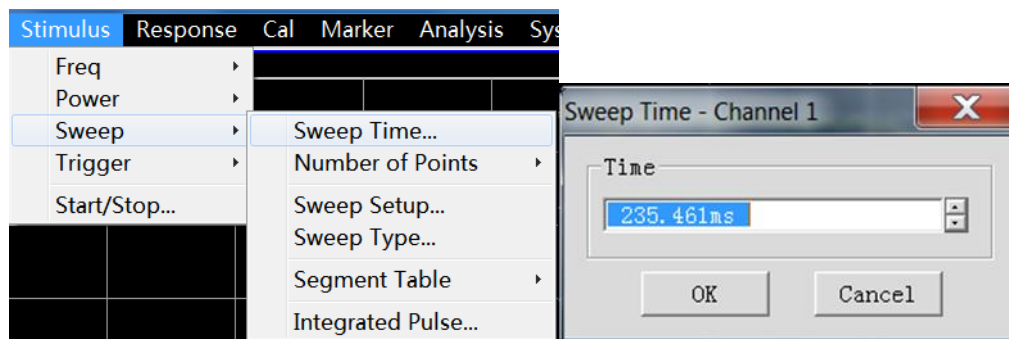 Stimulus Response Cal Marker Analysis Sys
Freq
Power
Sweep
Trigger
Start/Stop...
Sweep Time...
Number of Points
Sweep Setup...
Sweep Type...
Segment Table
Integrated Pulse...
Sweep Time - Channel 1
Time
235.461ms
OK Cancel